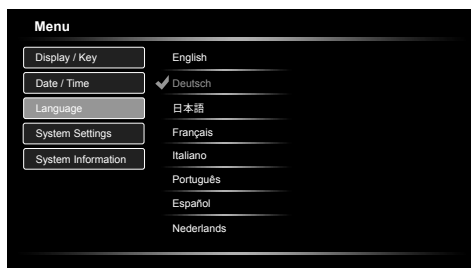 Menu
Display / Key
Date / Time
Language
System Settings
System Information
English
Deutsch
日本語
Français
Italiano
Português
Español
Nederlands